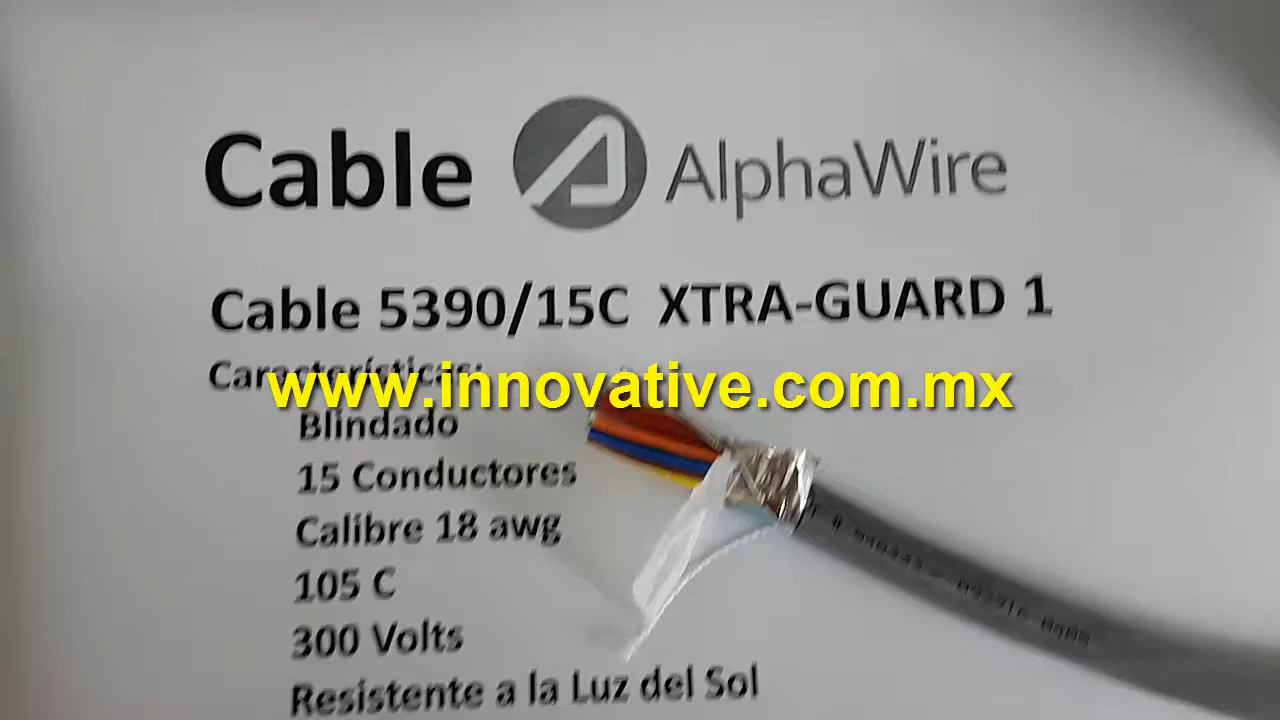 Cable AlphaWire
Cable 5390/15C XTRA-GUARD 1
Características:
www.innovative.com.mx
Blindado
15 Conductores
Calibre 18 awg
105 C
300 Volts
Resistente a la Luz del Sol